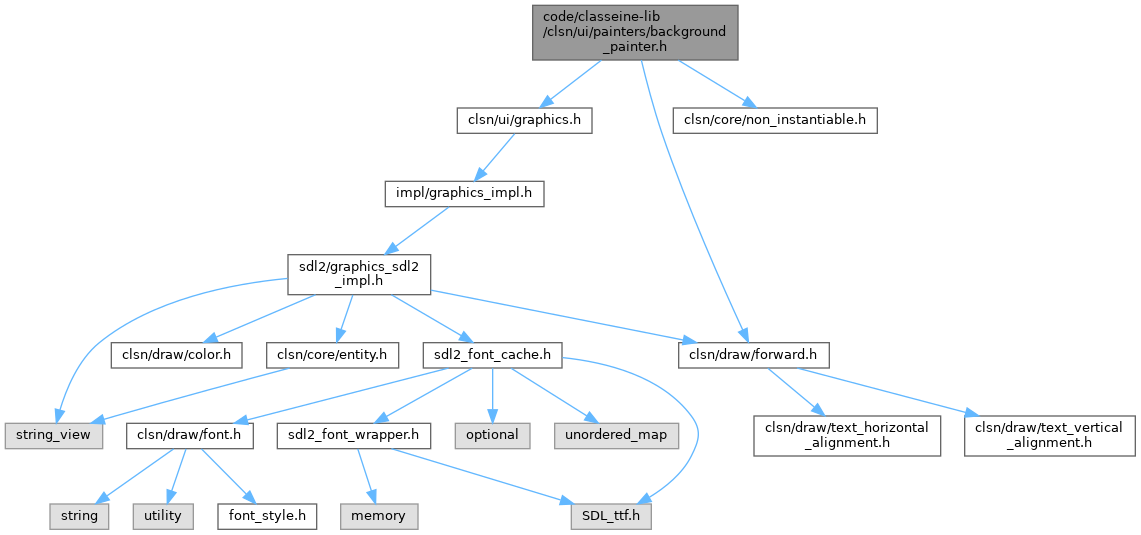 code/classeine-lib
/clsn/ui/painters/background
_painter.h
clsn/ui/graphics.h
clsn/core/non_instantiable.h
impl/graphics_impl.h
sdl2/graphics_sdl2
_impl.h
clsn/draw/color.h
clsn/core/entity.h
sdl2_font_cache.h
clsn/draw/forward.h
string_view
clsn/draw/font.h
sdl2_font_wrapper.h
optional
unordered_map
clsn/draw/text_horizontal
_alignment.h
clsn/draw/text_vertical
_alignment.h
string
utility
font_style.h
memory
SDL_ttf.h